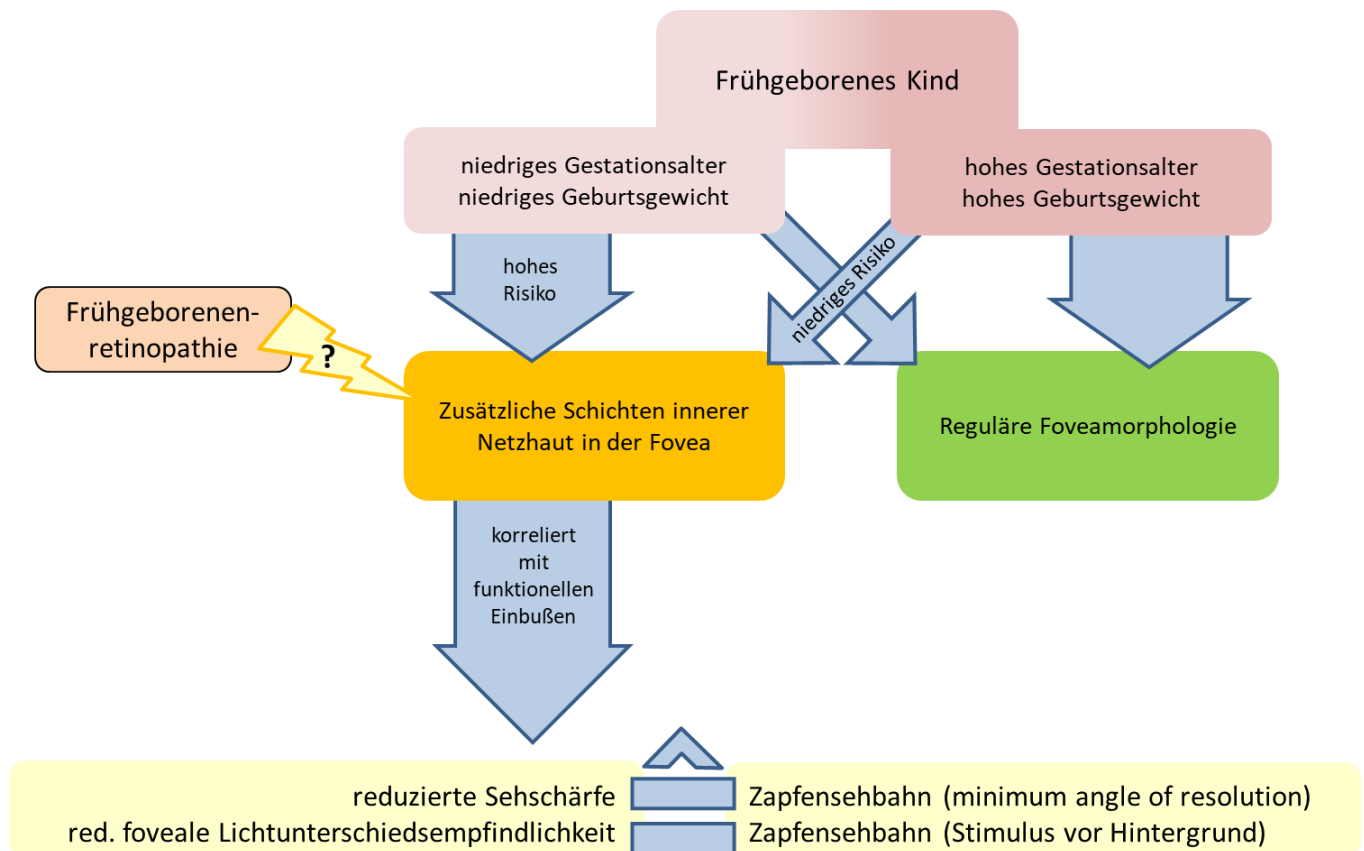 Frühgeborenes Kind
niedriges Gestationsalter
niedriges Geburtsgewicht
hohes Gestationsalter
hohes Geburtsgewicht
hohes
Risiko
niedriges Risiko
Frühgeborenen-
retinopathie
?
Zusätzliche Schichten innerer
Netzhaut in der Fovea
Reguläre Foveamorphologie
korreliert
mit
funktionellen
Einbußen
reduzierte Sehschärfe
Zapfensehbahn (minimum angle of resolution)
red. foveale Lichtunterschiedsempfindlichkeit
Zapfensehbahn (Stimulus vor Hintergrund)